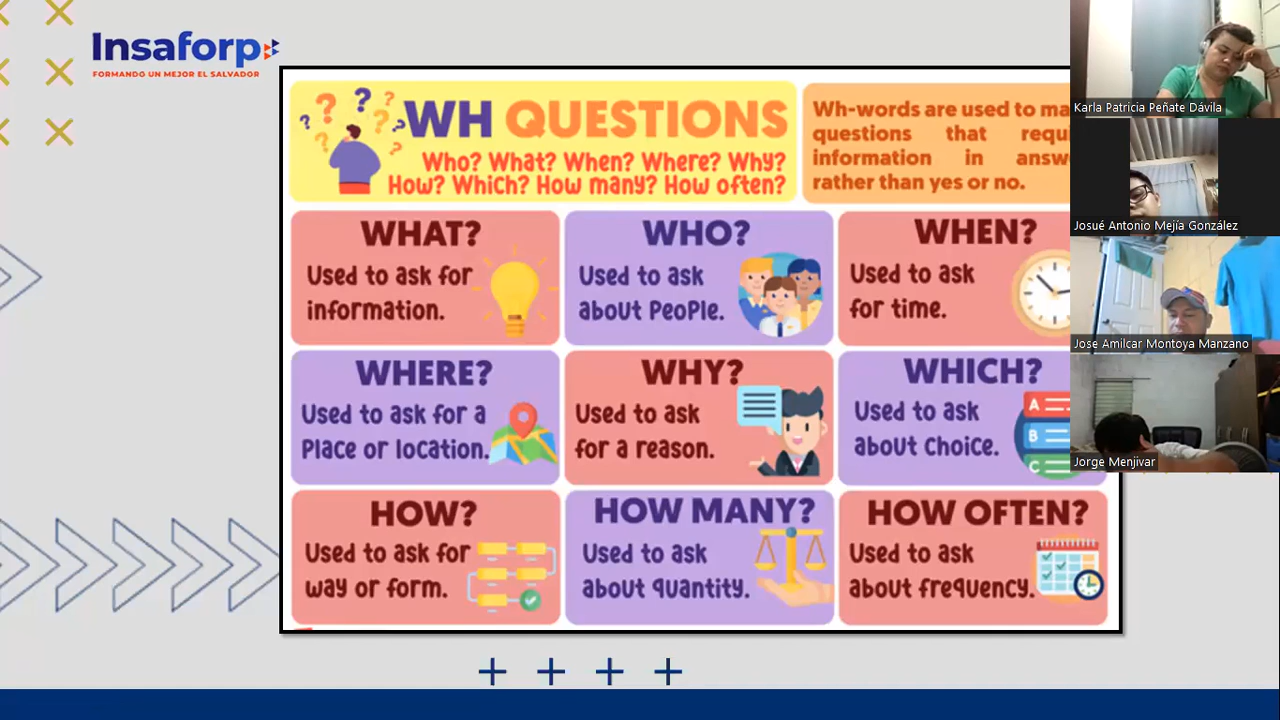 Insaforp
FORMANDO UN MEJOR EL SALVADOR
WH QUESTIONS
Who? What? When? Where? Why?
How? Which? How many? How often?
Wh-words are used to
questions that
information in
rather than yes or no.
WHAT?
Used to ask for
information.
WHO?
Used to ask
about PeoPle.
WHEN?
Used to ask
for time.
WHERE?
Used to ask for a
Place or location.
WHY?
Used to ask
for a reason.
WHICH?
Used to ask
about Choice.
A
B
C
HOW?
Used to ask for
way or form.
HOW MANY?
Used to ask
about quantity.
HOW OFTEN?
Used to ask
about frequency.
Karla Patricia Peñate Dávila
Josué Antonio Mejía González
Jose Amilcar Montoya Manzano
Jorge Menjivar